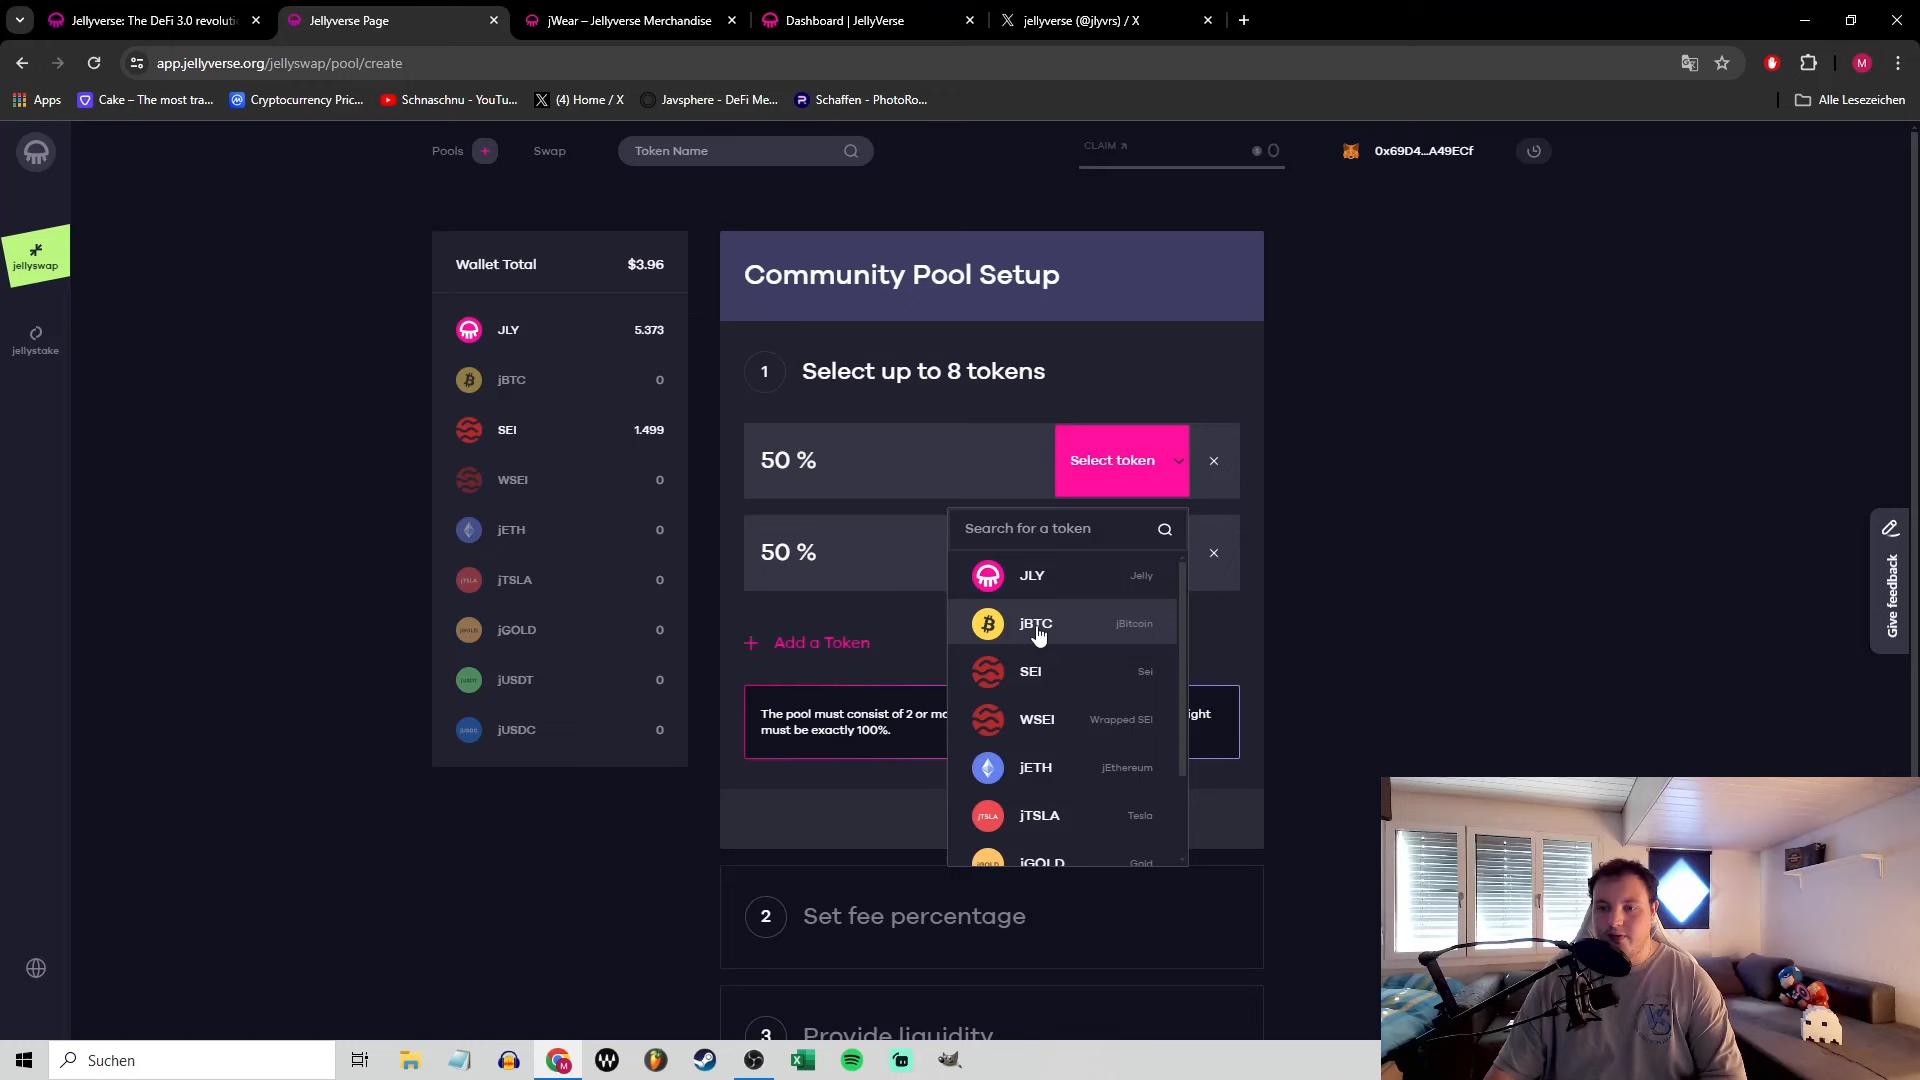 Jellyverse: The DeFi 3.0 revoluti
Jellyverse Page
jWear – Jellyverse Merchandise
Dashboard | JellyVerse
jellyverse (@jlyvrs) / X
app.jellyverse.org/jellyswap/pool/create
M
Apps
Cake – The most tra...
Cryptocurrency Pric...
Schnaschnu - YouTu...
(4) Home / X
Javsphere - DeFi Me...
Schaffen - PhotoRo...
Alle Lesezeichen
Pools
+
Swap
Token Name
CLAIM
0
0x69D4...A49ECf
jellyswap
jellystake
Wallet Total
$3.96
JLY
5.373
jBTC
0
SEI
1.499
WSEI
0
jETH
0
jTSLA
0
jGOLD
0
jUSDT
0
jUSDC
0
Community Pool Setup
1
Select up to 8 tokens
50 %
Select token
50 %
Search for a token
JLY
Jelly
jBTC
jBitcoin
SEI
Sei
WSEI
Wrapped SEI
jETH
jEthereum
jTSLA
Tesla
jGOLD
Gold
+ Add a Token
The pool must consist of 2 or mo
ight
must be exactly 100%.
2
Set fee percentage
3
Provide liquidity
Give feedback
Suchen